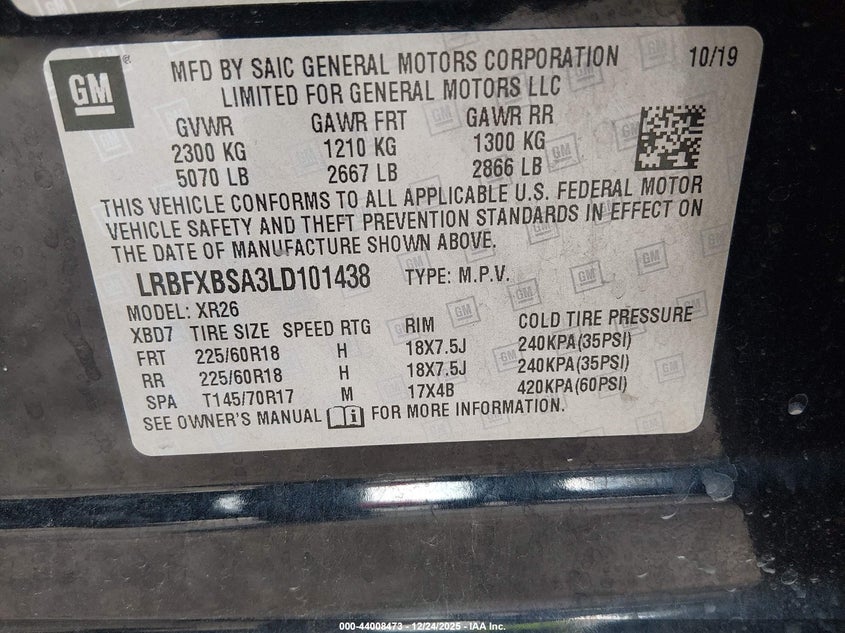 GM
MFD BY SAIC GENERAL MOTORS CORPORATION 10/19
LIMITED FOR GENERAL MOTORS LLC
GVWR GAWR FRT GAWR RR
2300 KG 1210 KG 1300 KG
5070 LB 2667 LB 2866 LB
THIS VEHICLE CONFORMS TO ALL APPLICABLE U.S. FEDERAL MOTOR
VEHICLE SAFETY AND THEFT PREVENTION STANDARDS IN EFFECT ON
THE DATE OF MANUFACTURE SHOWN ABOVE.
LRBFXBSA3LD101438 TYPE: M.P.V.
MODEL: XR26
XBD7 TIRE SIZE SPEED RTG RIM COLD TIRE PRESSURE
FRT 225/60R18 H 18X7.5J 240KPA(35PSI)
RR 225/60R18 H 18X7.5J 240KPA(35PSI)
SPA T145/70R17 M 17X4B 420KPA(60PSI)
SEE OWNER'S MANUAL FOR MORE INFORMATION.
000-44008473 — 12/24/2025 — IAA Inc.